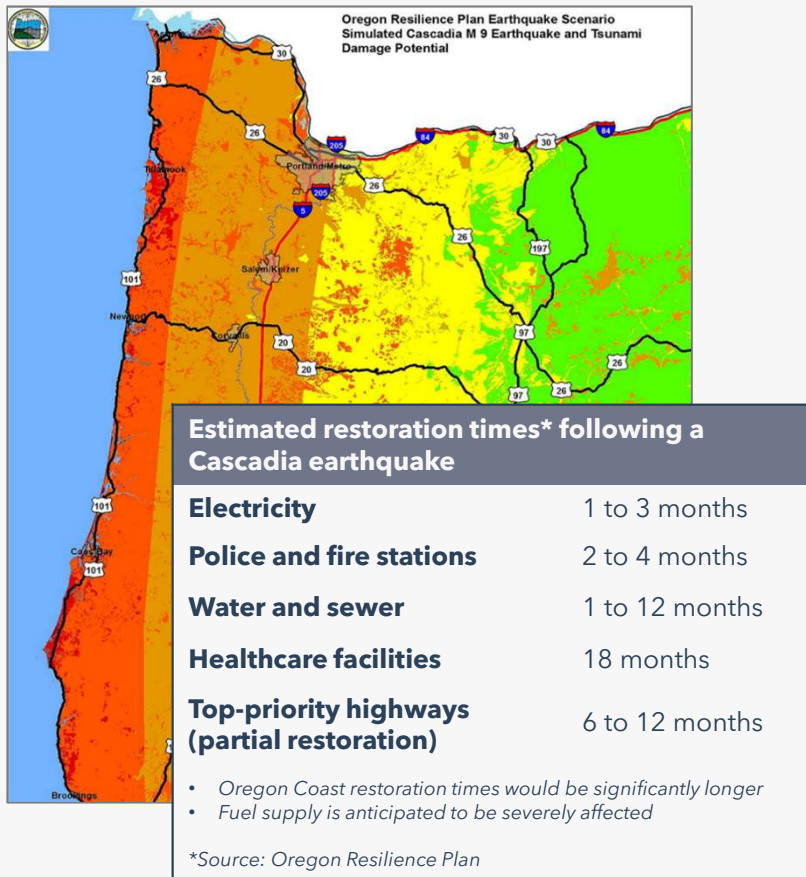 Oregon Resilience Plan Earthquake Scenario
Simulated Cascadia M 9 Earthquake and Tsunami
Damage Potential
30
26
26
205
84
30
30
84
Portland/Metro
Tillamook
205
26
5
26
197
Salem/Keizer
101
Newport
Corvallis
97
20
20
26
97
26
101
Coos Bay
101
Brookings
Estimated restoration times* following a
Cascadia earthquake
Electricity 1 to 3 months
Police and fire stations 2 to 4 months
Water and sewer 1 to 12 months
Healthcare facilities 18 months
Top-priority highways
(partial restoration) 6 to 12 months
• Oregon Coast restoration times would be significantly longer
• Fuel supply is anticipated to be severely affected
*Source: Oregon Resilience Plan